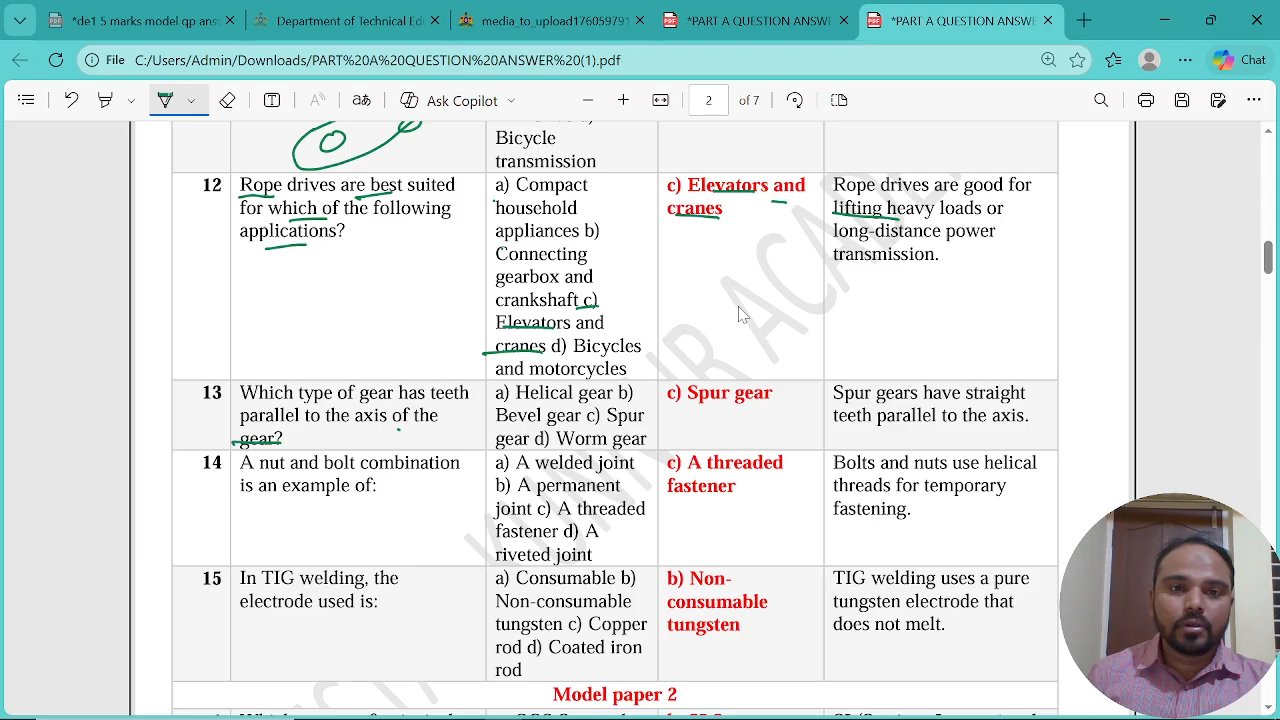 *de1 5 marks model qp answ
Department of Technical Edu
media_to_upload1760597911
*PART A QUESTION ANSWE
*PART A QUESTION ANSWE
File
C:/Users/Admin/Downloads/PART%20A%20QUESTION%20ANSWER%20(1).pdf
Chat
Ask Copilot
2
of 7
Bicycle
transmission
12
Rope drives are best suited
for which of the following
applications?
a) Compact
household
appliances b)
Connecting
gearbox and
crankshaft c)
Elevators and
cranes d) Bicycles
and motorcycles
c) Elevators and
cranes
Rope drives are good for
lifting heavy loads or
long-distance power
transmission.
13
Which type of gear has teeth
parallel to the axis of the
gear?
a) Helical gear b)
Bevel gear c) Spur
gear d) Worm gear
c) Spur gear
Spur gears have straight
teeth parallel to the axis.
14
A nut and bolt combination
is an example of:
a) A welded joint
b) A permanent
joint c) A threaded
fastener d) A
riveted joint
c) A threaded
fastener
Bolts and nuts use helical
threads for temporary
fastening.
15
In TIG welding, the
electrode used is:
a) Consumable b)
Non-consumable
tungsten c) Copper
rod d) Coated iron
rod
b) Non-
consumable
tungsten
TIG welding uses a pure
tungsten electrode that
does not melt.
Model paper 2